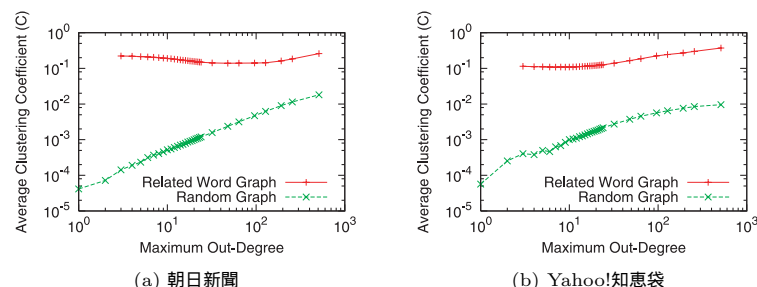 Average Clustering Coefficient (C)
10^0
10^-1
10^-2
10^-3
10^-4
10^-5
Related Word Graph
Random Graph
10^0 10^1 10^2 10^3
Maximum Out-Degree
(a) 朝日新聞
Average Clustering Coefficient (C)
10^0
10^-1
10^-2
10^-3
10^-4
10^-5
Related Word Graph
Random Graph
10^0 10^1 10^2 10^3
Maximum Out-Degree
(b) Yahoo!知恵袋